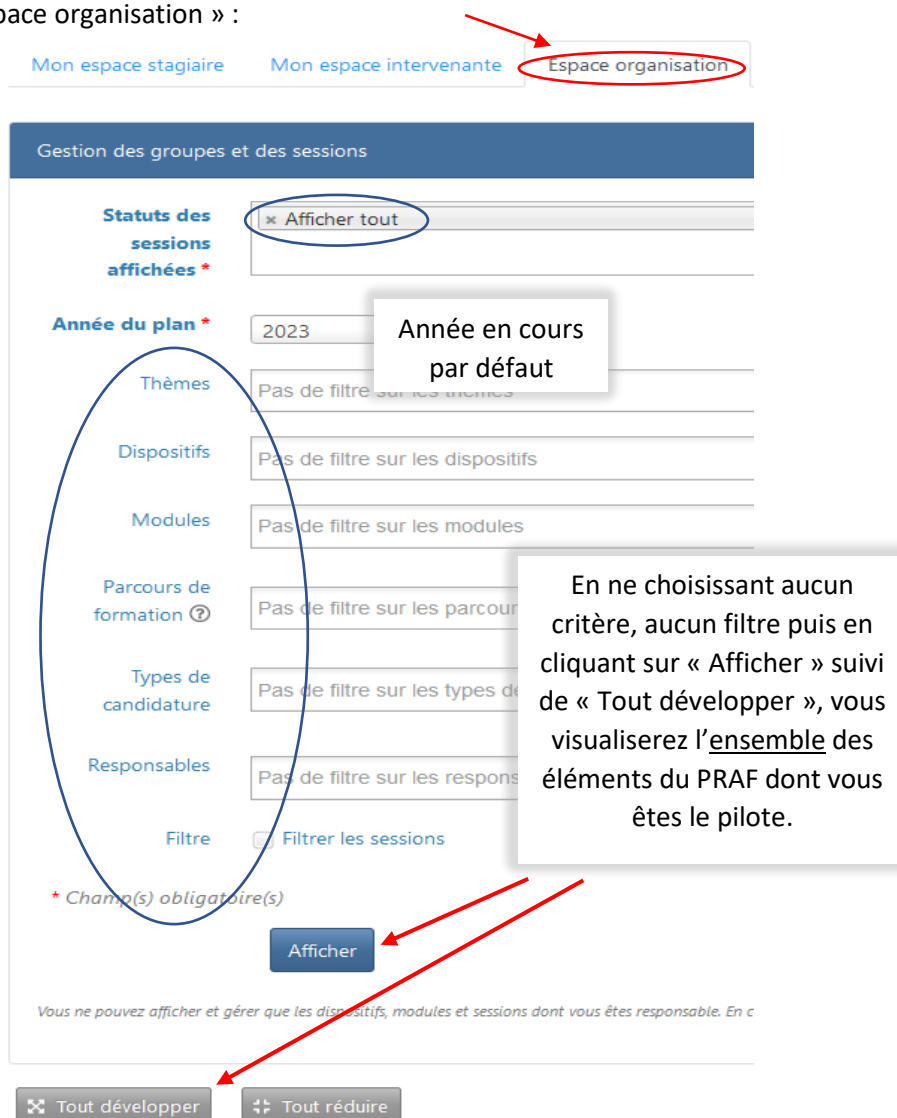 pace organisation » :
Mon espace stagiaire Mon espace intervenante Espace organisation
Gestion des groupes et des sessions
Statuts des
sessions
affichées *
× Afficher tout
Année du plan *
2023
Année en cours
par défaut
Thèmes
Pas de filtre sur les thèmes
Dispositifs
Pas de filtre sur les dispositifs
Modules
Pas de filtre sur les modules
Parcours de
formation ?
Pas de filtre sur les parcour
Types de
candidature
Pas de filtre sur les types de
Responsables
Pas de filtre sur les respons
En ne choisissant aucun
critère, aucun filtre puis en
cliquant sur « Afficher » suivi
de « Tout développer », vous
visualiserez l’ensemble des
éléments du PRAF dont vous
êtes le pilote.
Filtre
Filtrer les sessions
* Champ(s) obligatoire(s)
Afficher
Vous ne pouvez afficher et gérer que les dispositifs, modules et sessions dont vous êtes responsable. En c
Tout développer
Tout réduire